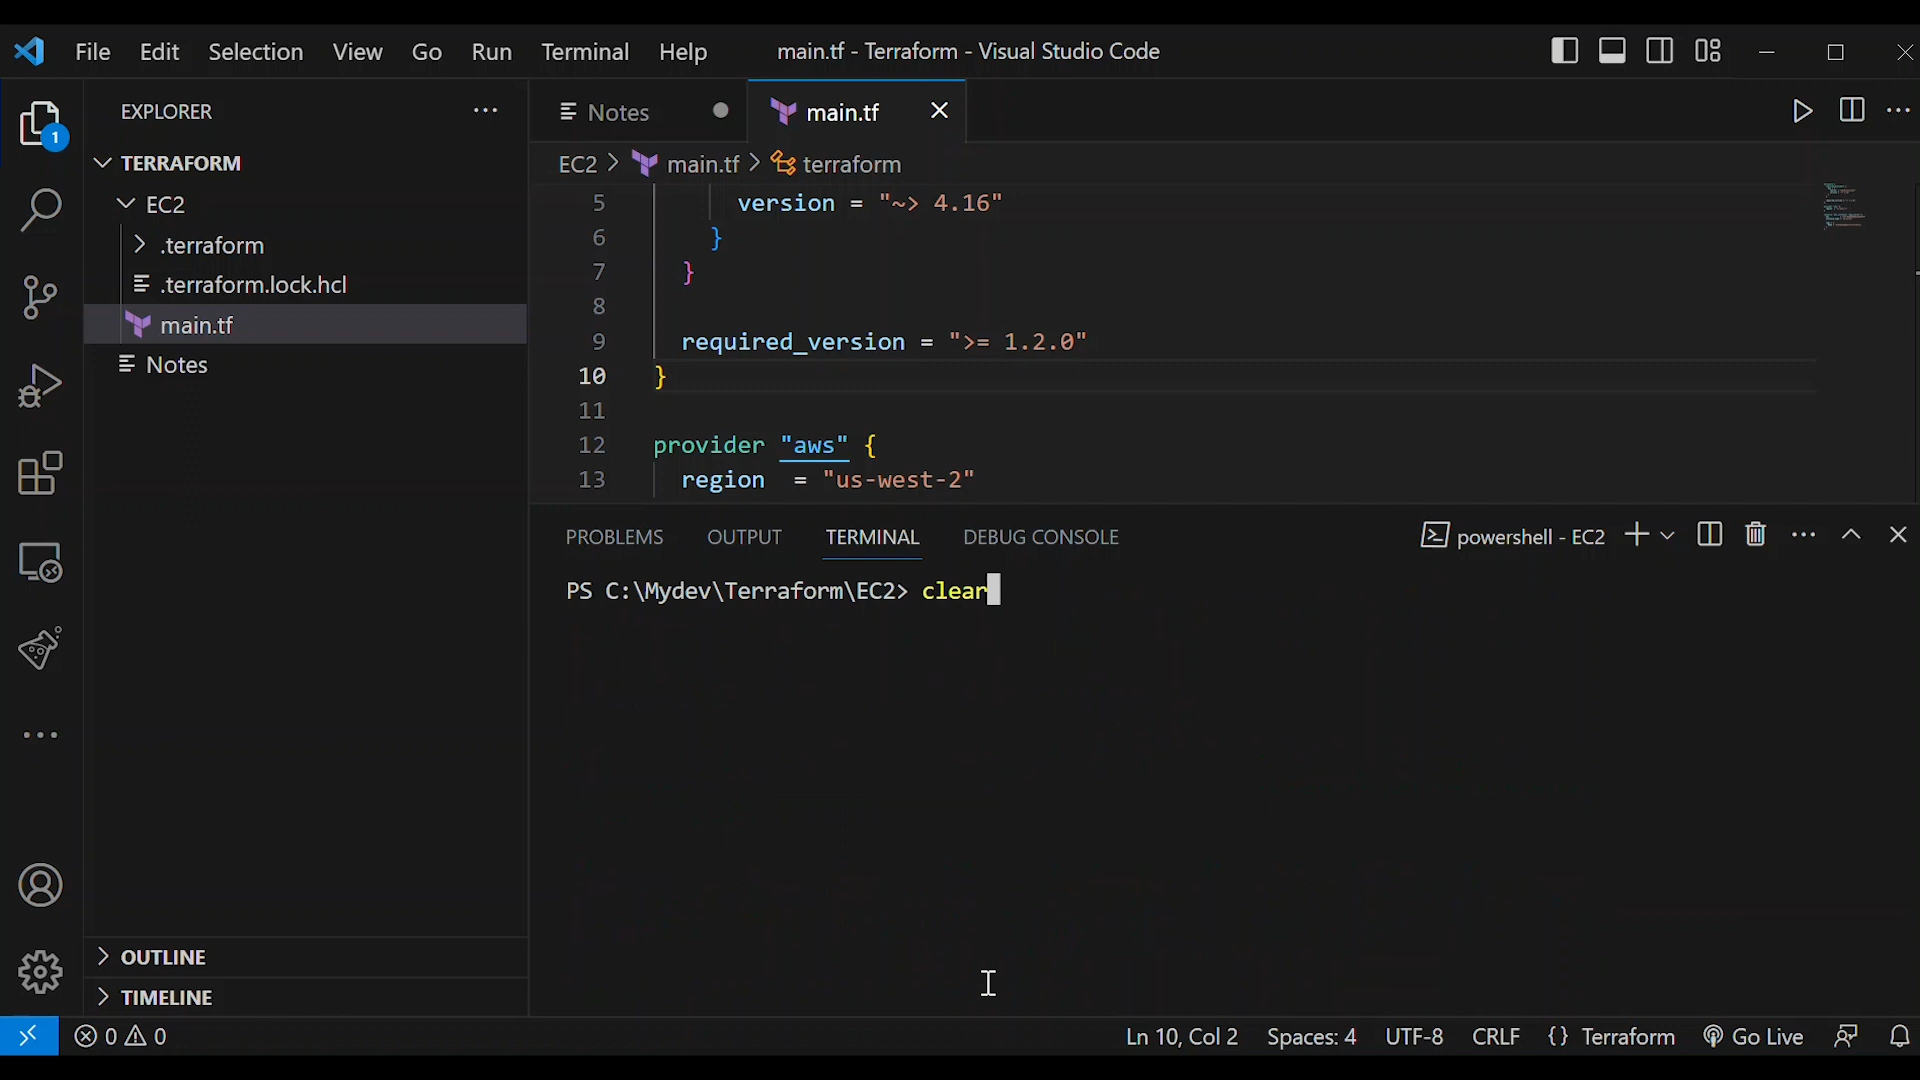 File Edit Selection View Go Run Terminal Help main.tf - Terraform - Visual Studio Code
EXPLORER
1
TERRAFORM
EC2
.terraform
.terraform.lock.hcl
main.tf
Notes
OUTLINE
TIMELINE
Notes main.tf
EC2 > main.tf > terraform
5 version = "~> 4.16"
6 }
7 }
8
9 required_version = ">= 1.2.0"
10 }
11
12 provider "aws" {
13 region  = "us-west-2"
PROBLEMS OUTPUT TERMINAL DEBUG CONSOLE powershell - EC2
PS C:\Mydev\Terraform\EC2> clear
0 0 Ln 10, Col 2 Spaces: 4 UTF-8 CRLF {} Terraform Go Live